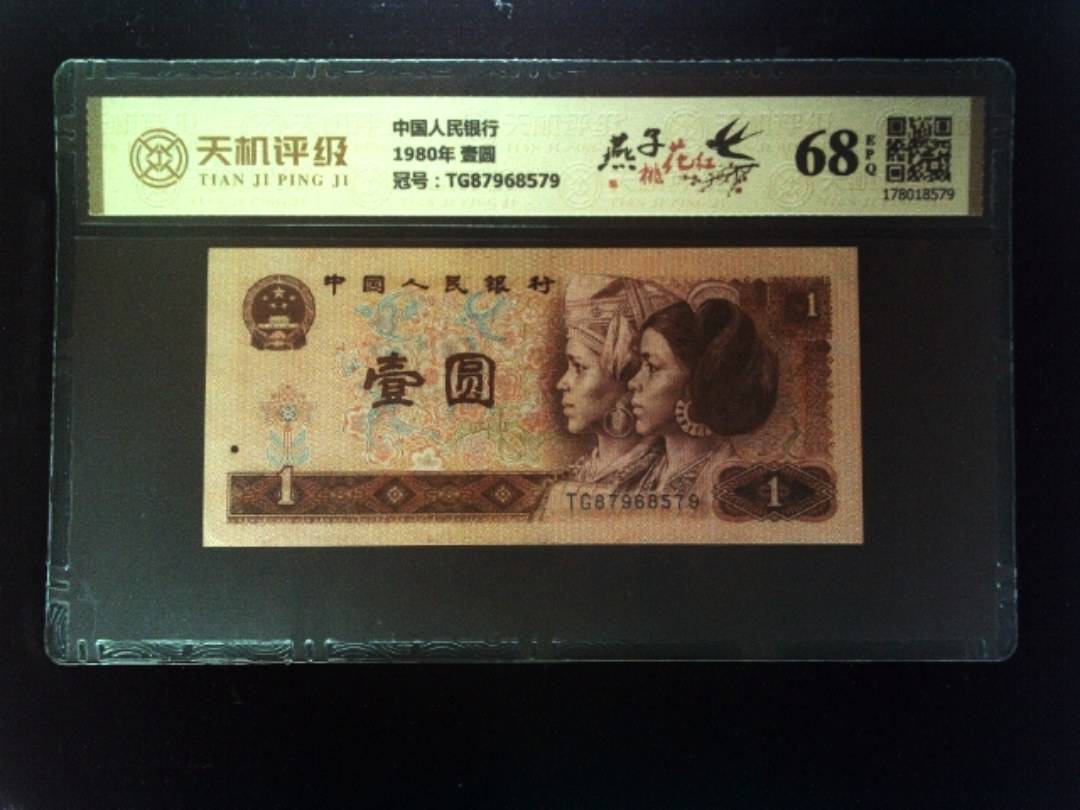 天机评级
TIAN JI PING JI
中国人民银行
1980年 壹圆
冠号：TG87968579
燕子
桃花红
68
EPQ
178018579
中国人民银行
1
壹圆
1
TG87968579
1